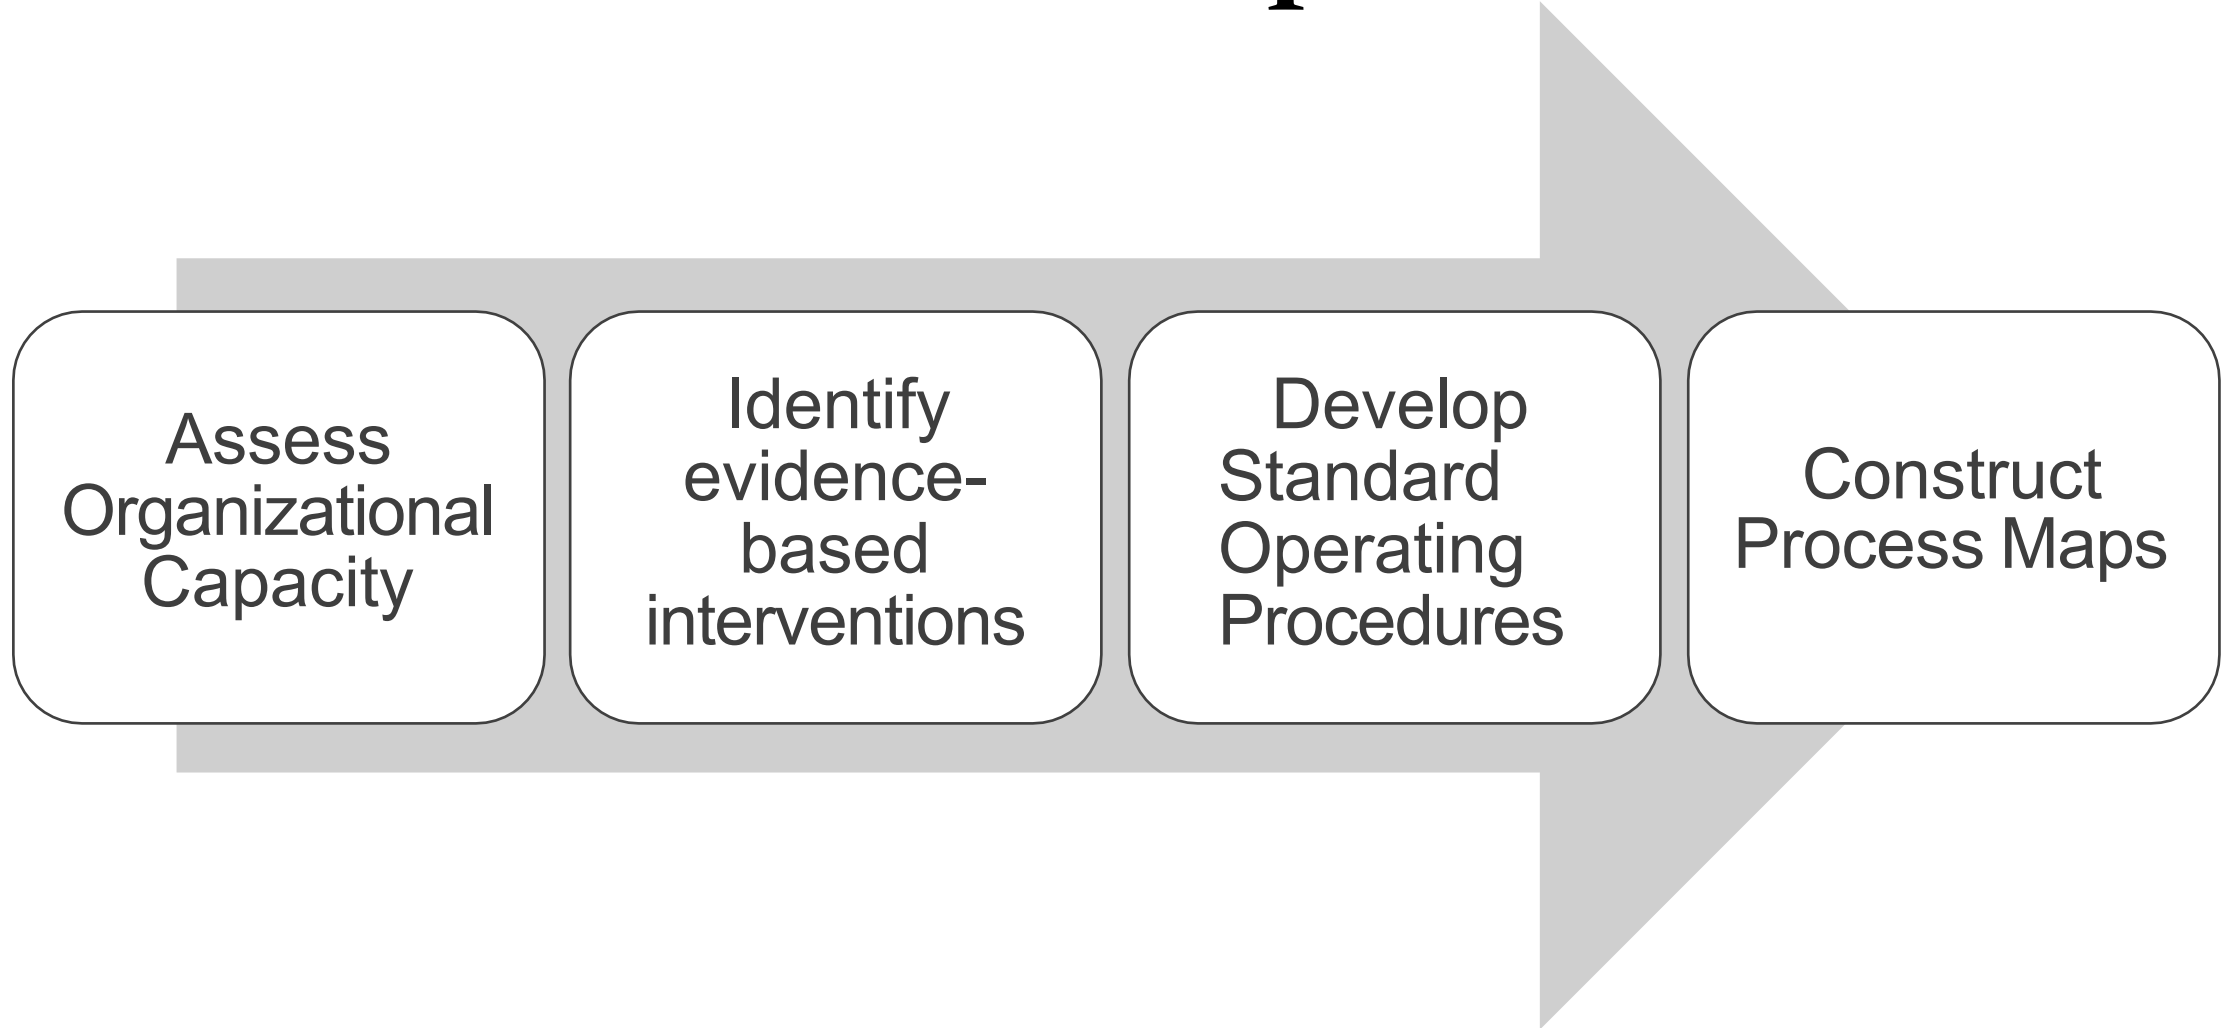 Assess
Organizational
Capacity
Identify
evidence-
based
interventions
Develop
Standard
Operating
Procedures
Construct
Process Maps